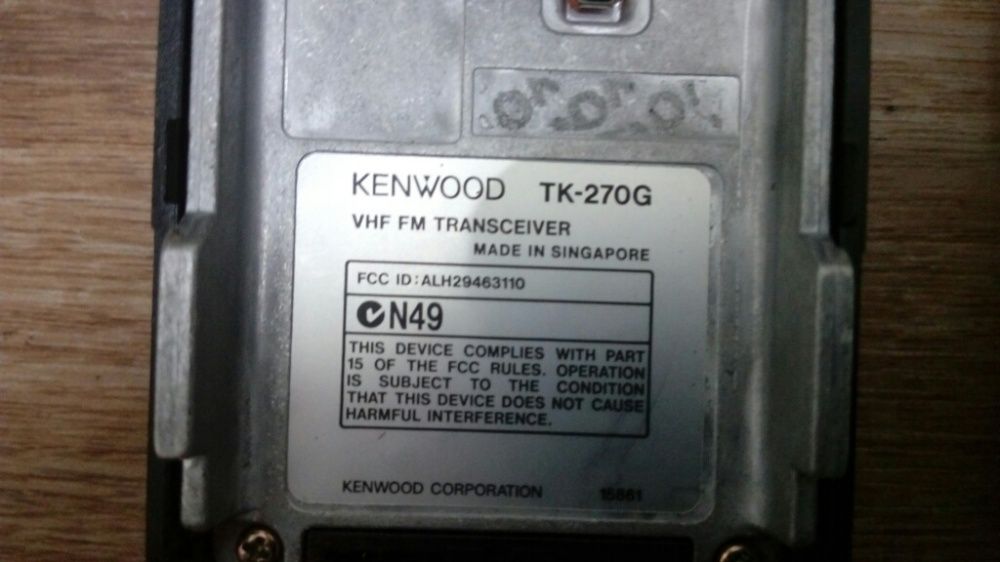 KENWOOD TK-270G
VHF FM TRANSCEIVER
MADE IN SINGAPORE
FCC ID: ALH29463110
N49
THIS DEVICE COMPLIES WITH PART
15 OF THE FCC RULES. OPERATION
IS SUBJECT TO THE CONDITION
THAT THIS DEVICE DOES NOT CAUSE
HARMFUL INTERFERENCE.
KENWOOD CORPORATION 15861